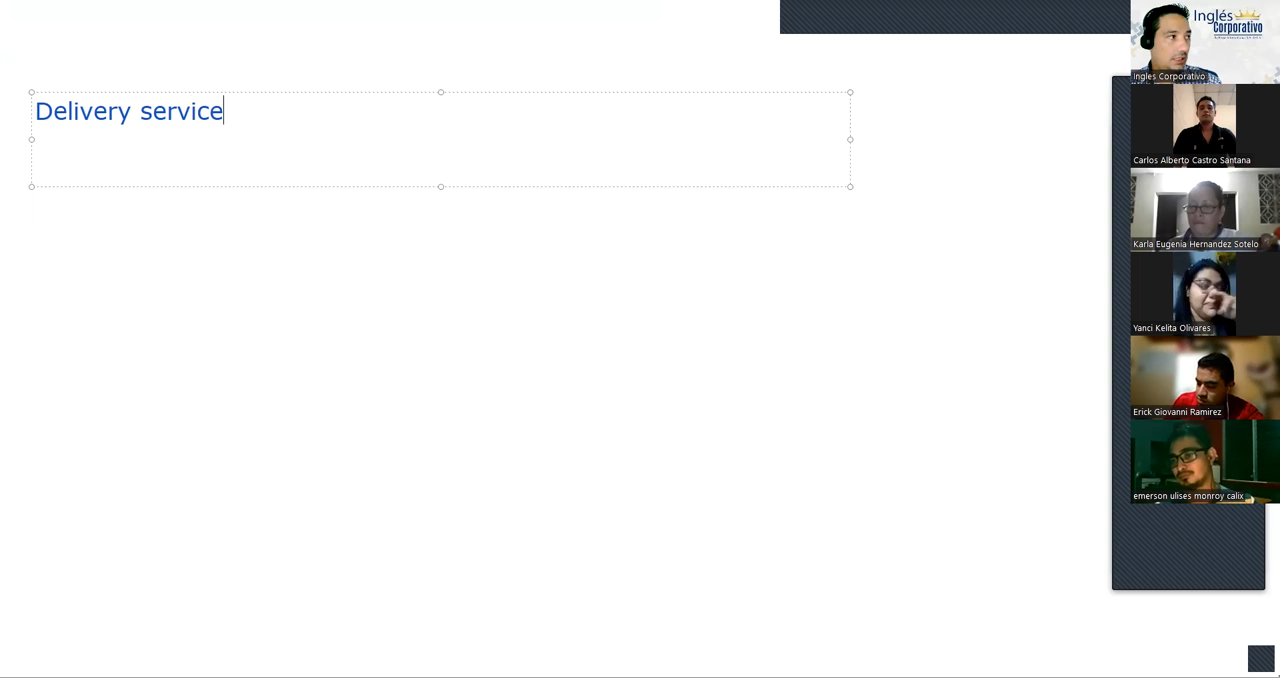 Delivery service
Inglés
Corporativo
Ingles Corporativo
Carlos Alberto Castro Santana
Karla Eugenia Hernandez Sotelo
Yanci Kelita Olivares
Erick Giovanni Ramirez
emerson ulises monroy calix